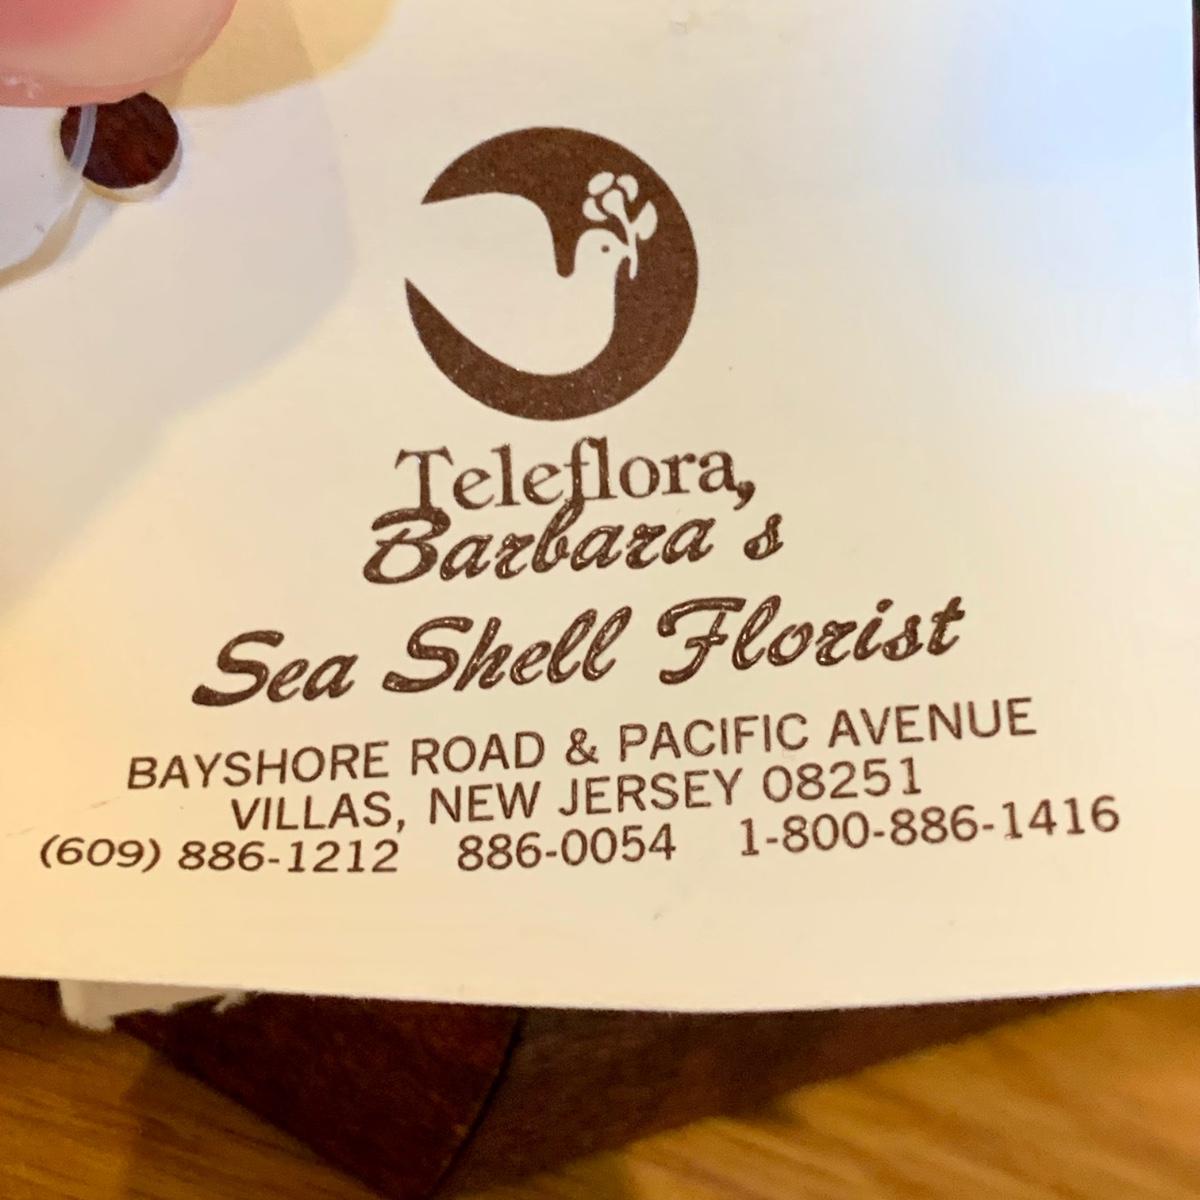 Teleflora,
Barbara's
Sea Shell Florist
BAYSHORE ROAD & PACIFIC AVENUE
VILLAS, NEW JERSEY 08251
(609) 886-1212 886-0054 1-800-886-1416